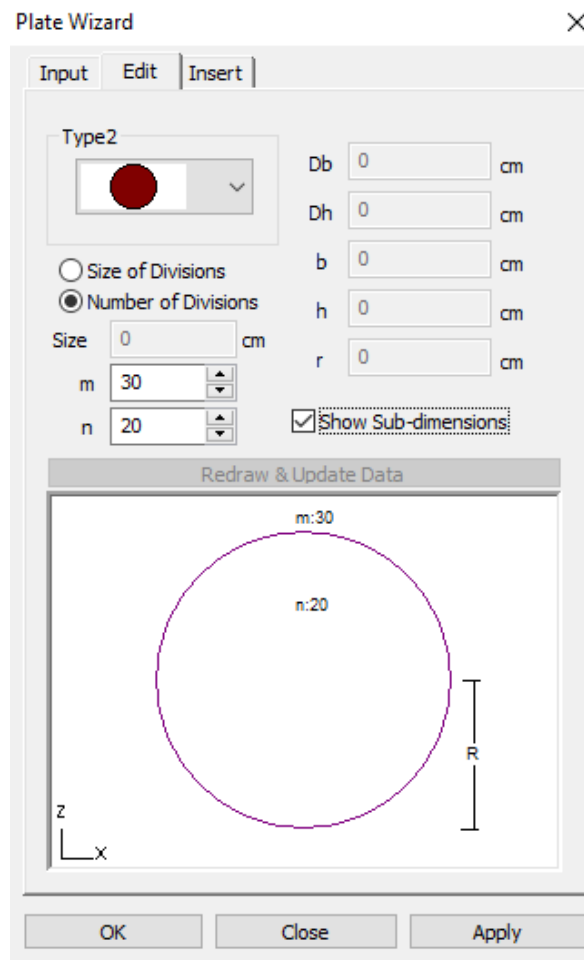 Plate Wizard
Input Edit Insert
Type2
Db 0 cm
Dh 0 cm
b 0 cm
h 0 cm
r 0 cm
Size of Divisions
Number of Divisions
Size 0 cm
m 30
n 20
Show Sub-dimensions
Redraw & Update Data
m:30
n:20
R
z
x
OK Close Apply